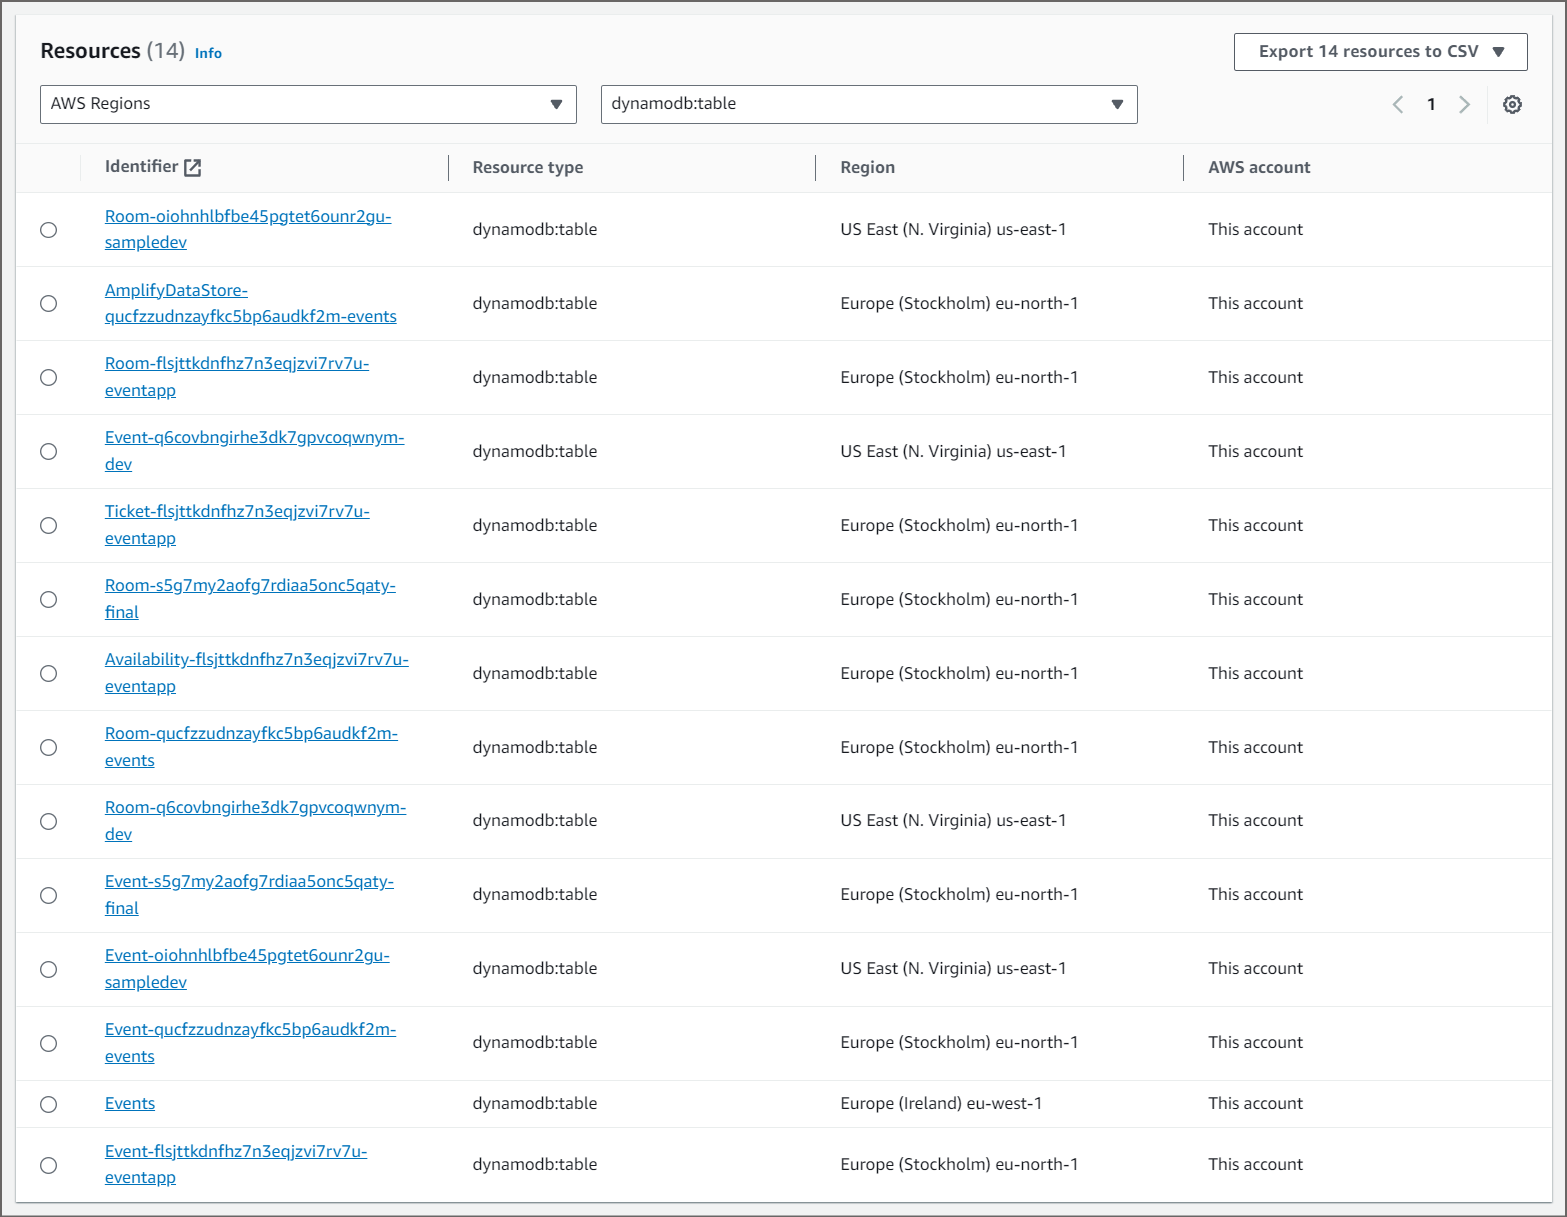 Resources (14) Info
Export 14 resources to CSV
AWS Regions
dynamodb:table
1
Identifier
Resource type
Region
AWS account
Room-oiohnhlbfbe45pgtet6ounr2gu-
sampledev
dynamodb:table
US East (N. Virginia) us-east-1
This account
AmplifyDataStore-
qucfzzudnzayfkc5bp6audkf2m-events
dynamodb:table
Europe (Stockholm) eu-north-1
This account
Room-flsjttkdnfhz7n3eqjzvi7rv7u-
eventapp
dynamodb:table
Europe (Stockholm) eu-north-1
This account
Event-q6covbngirhe3dk7gpvcoqwnym-
dev
dynamodb:table
US East (N. Virginia) us-east-1
This account
Ticket-flsjttkdnfhz7n3eqjzvi7rv7u-
eventapp
dynamodb:table
Europe (Stockholm) eu-north-1
This account
Room-s5g7my2aofg7rdiaa5onc5qaty-
final
dynamodb:table
Europe (Stockholm) eu-north-1
This account
Availability-flsjttkdnfhz7n3eqjzvi7rv7u-
eventapp
dynamodb:table
Europe (Stockholm) eu-north-1
This account
Room-qucfzzudnzayfkc5bp6audkf2m-
events
dynamodb:table
Europe (Stockholm) eu-north-1
This account
Room-q6covbngirhe3dk7gpvcoqwnym-
dev
dynamodb:table
US East (N. Virginia) us-east-1
This account
Event-s5g7my2aofg7rdiaa5onc5qaty-
final
dynamodb:table
Europe (Stockholm) eu-north-1
This account
Event-oiohnhlbfbe45pgtet6ounr2gu-
sampledev
dynamodb:table
US East (N. Virginia) us-east-1
This account
Event-qucfzzudnzayfkc5bp6audkf2m-
events
dynamodb:table
Europe (Stockholm) eu-north-1
This account
Events
dynamodb:table
Europe (Ireland) eu-west-1
This account
Event-flsjttkdnfhz7n3eqjzvi7rv7u-
eventapp
dynamodb:table
Europe (Stockholm) eu-north-1
This account